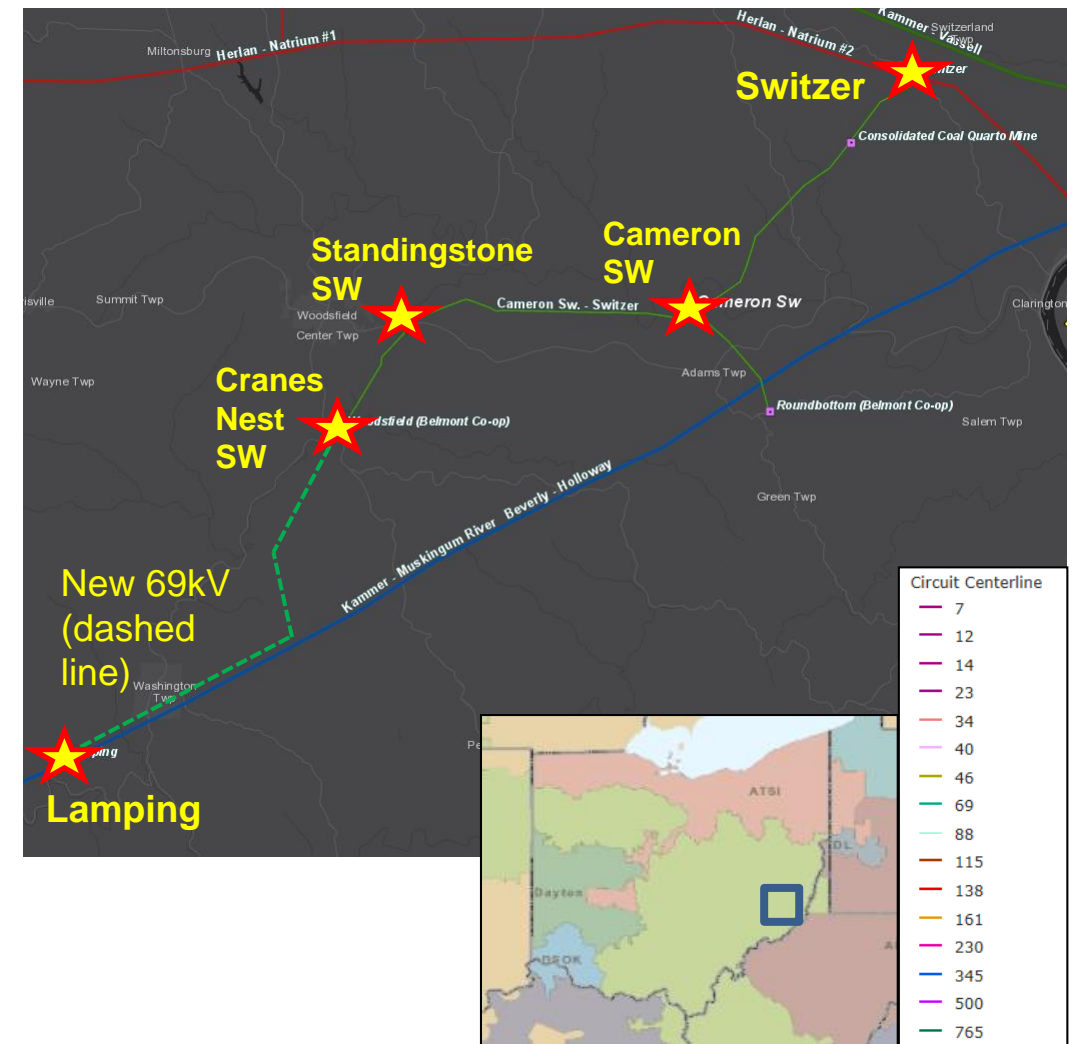 Herlan - Natrium #1
Miltonsburg
Herlan - Natrium #2
Kammer - Vassell
Switzerland
Switzer
Consolidated Coal Quarto Mine
Standingstone
SW
Cameron
SW
Cameron Sw. - Switzer
Cameron Sw
Summit Twp
Woodsfield
Center Twp
Clarington
Wayne Twp
Adams Twp
Cranes
Nest
SW
Woodsfield (Belmont Co-op)
Roundbottom (Belmont Co-op)
Salem Twp
Green Twp
Kammer - Muskingum River Beverly - Holloway
New 69kV
(dashed
line)
Washington
Twp
Lamping
Circuit Centerline
7
12
14
23
34
40
46
69
88
115
138
161
230
345
500
765
ATSI
DL
Dayton
DEOK